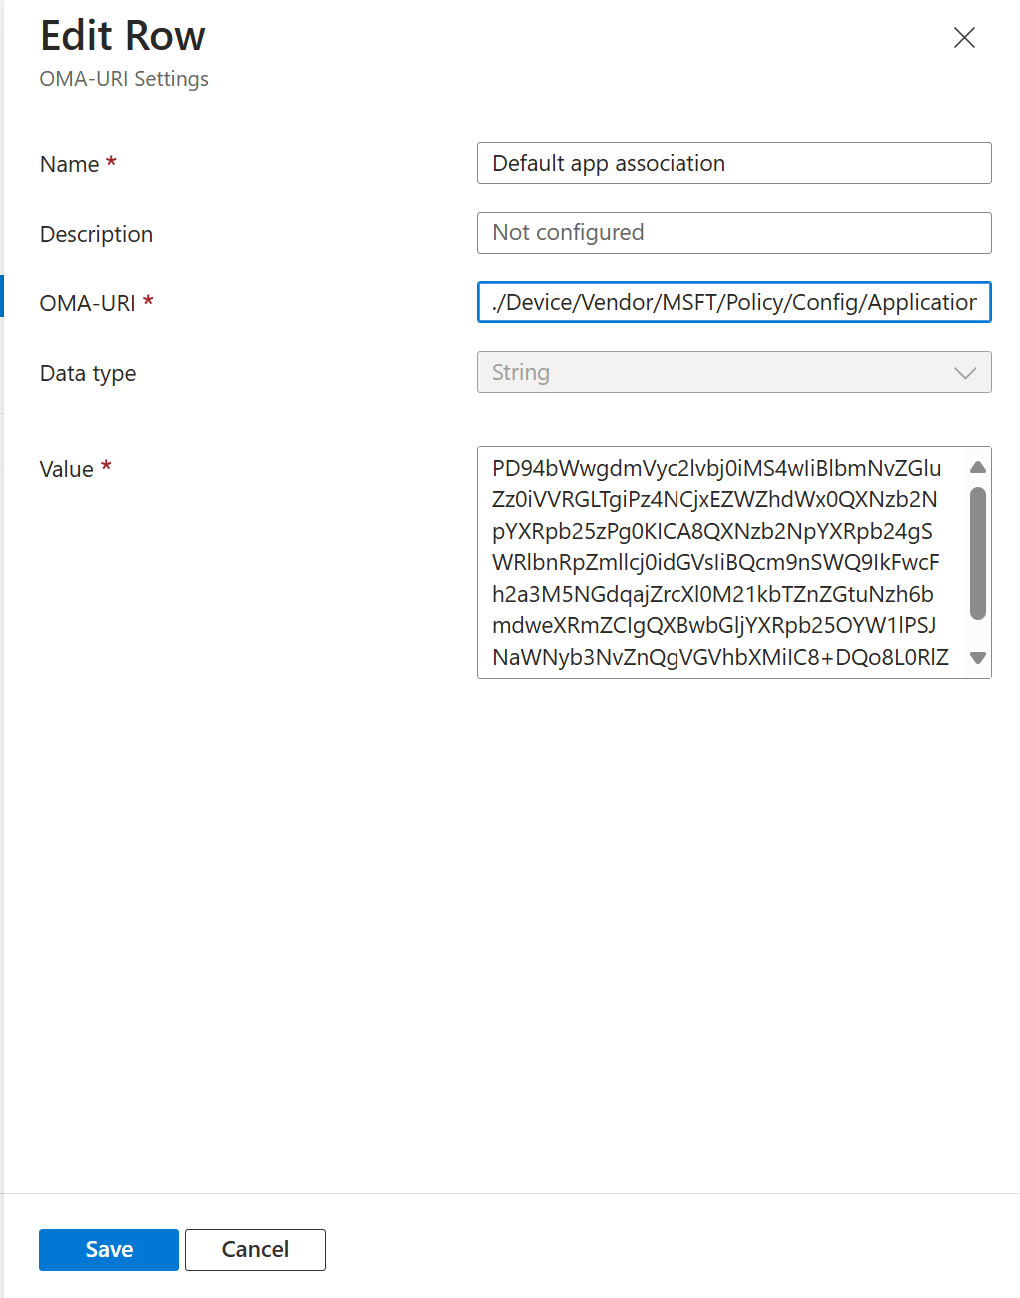 Edit Row
OMA-URI Settings
Name *
Default app association
Description
Not configured
OMA-URI *
./Device/Vendor/MSFT/Policy/Config/Application
Data type
String
Value *
PD94bWwgdmVyc2lvbj0iMS4wIiBlbmNvZGlu
Zz0iVVRGLTgiPz4NCjxEZWZhdWx0QXNzb2N
pYXRpb25zPg0KICA8QXNzb2NpYXRpb24gS
WRlbnRpZmllcj0idGVsIiBQcm9nSWQ9IkFwcF
h2a3M5NGdqajZrcXl0M21kbTZnZGtuNzh6b
mdweXRmZCIgQXBwbGljYXRpb25OYW1lPSJ
NaWNyb3NvZnQgVGVhbXMiIC8+DQo8L0RlZ
Save
Cancel